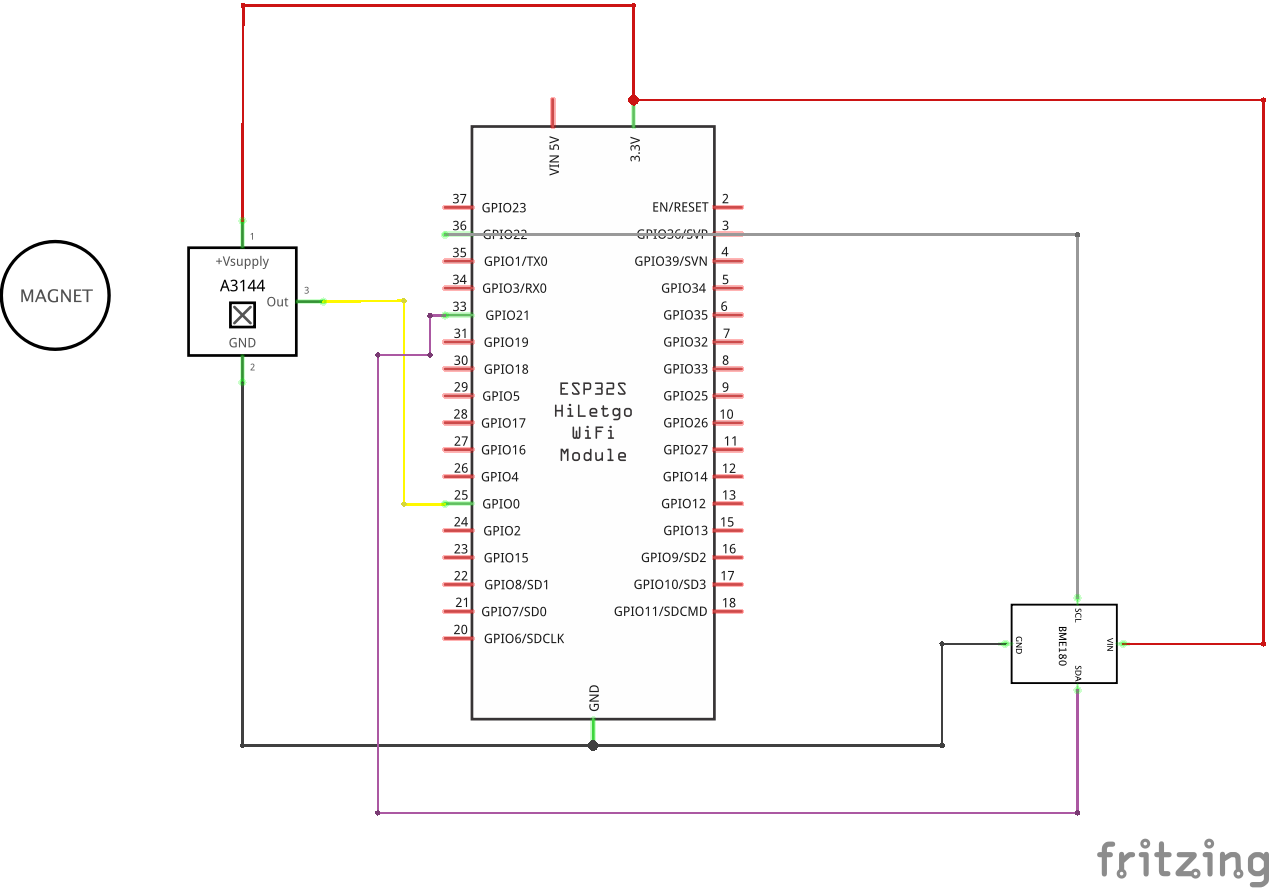 VIN 5V
3.3V
37
GPIO23
EN/RESET
2
36
GPIO22
GPIO36/SVP
3
1
+Vsupply
35
GPIO1/TX0
GPIO39/SVN
4
A3144
3
34
GPIO3/RX0
GPIO34
5
MAGNET
Out
33
GPIO21
GPIO35
6
GND
31
GPIO19
GPIO32
7
2
30
GPIO18
GPIO33
8
29
GPIO5
GPIO25
9
28
GPIO17
GPIO26
10
27
GPIO16
GPIO27
11
ESP32S
HiLetgo
WiFi
Module
26
GPIO4
GPIO14
12
25
GPIO0
GPIO12
13
24
GPIO2
GPIO13
15
23
GPIO15
GPIO9/SD2
16
22
GPIO8/SD1
GPIO10/SD3
17
21
GPIO7/SD0
GPIO11/SDCMD
18
20
GPIO6/SDCLK
GND
SCL
GND
BME180
VIN
SDA
fritzing